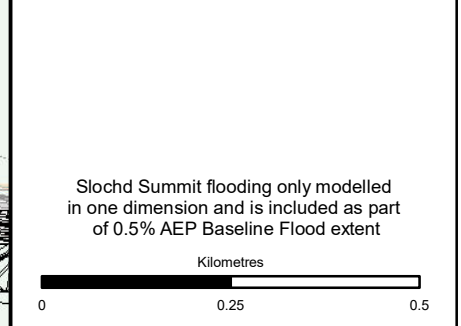 Slochd Summit flooding only modelled
in one dimension and is included as part
of 0.5% AEP Baseline Flood extent
Kilometres
0 0.25 0.5